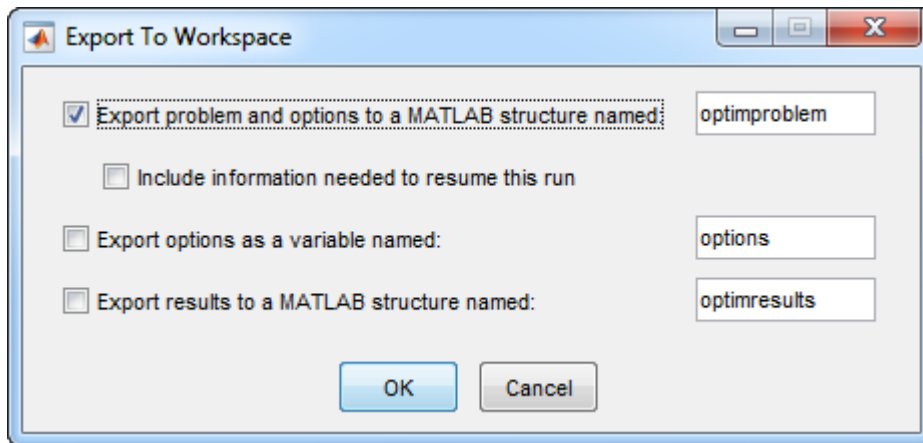 Export To Workspace
Export problem and options to a MATLAB structure named: optimproblem
Include information needed to resume this run
Export options as a variable named: options
Export results to a MATLAB structure named: optimresults
OK Cancel